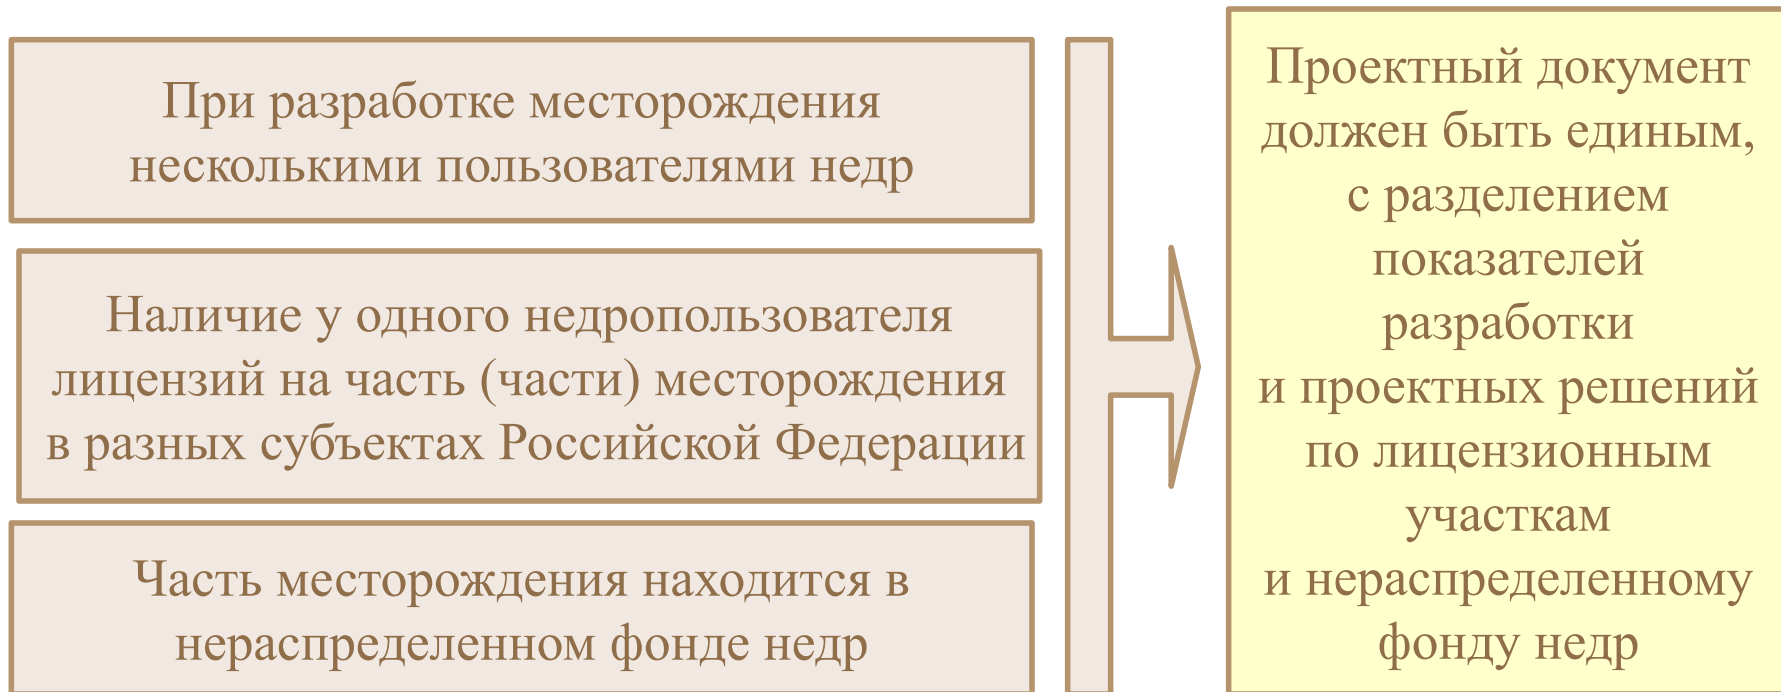 При разработке месторождения
несколькими пользователями недр
Наличие у одного недропользователя
лицензий на часть (части) месторождения
в разных субъектах Российской Федерации
Часть месторождения находится в
нераспределенном фонде недр
Проектный документ
должен быть единым,
с разделением
показателей
разработки
и проектных решений
по лицензионным
участкам
и нераспределенному
фонду недр